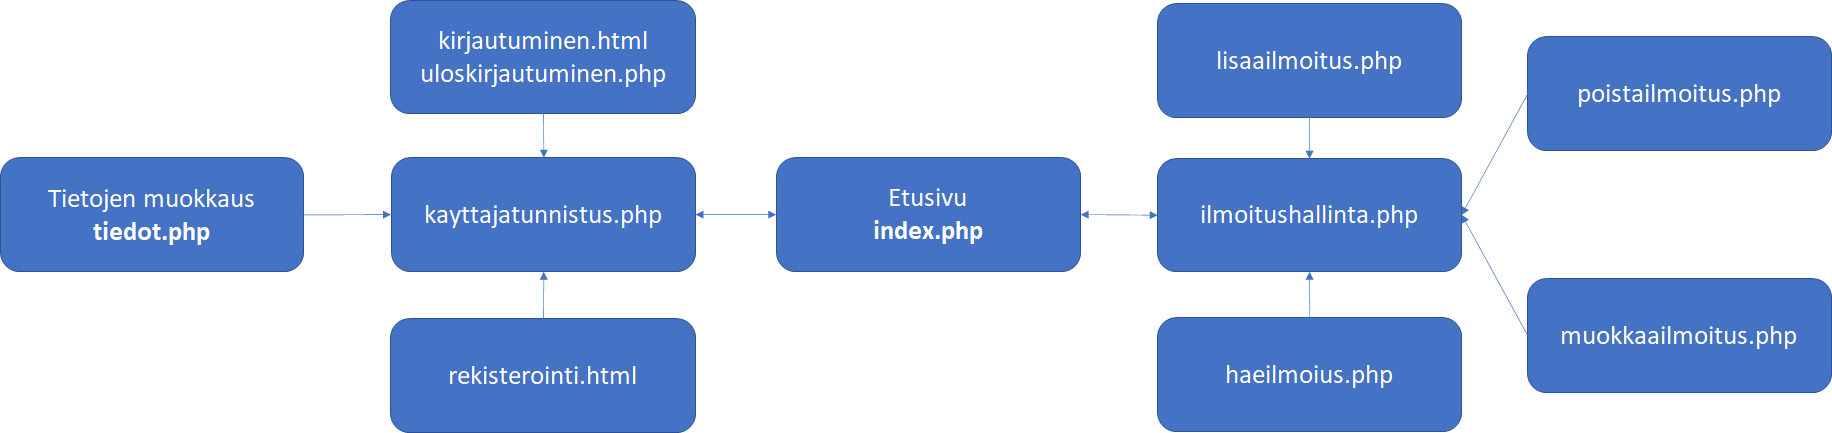 kirjautuminen.html
uloskirjautuminen.php
lisaailmoitus.php
poistailmoitus.php
Tietojen muokkaus
tiedot.php
kayttajatunnistus.php
Etusivu
index.php
ilmoitushallinta.php
rekisterointi.html
haeilmoius.php
muokkaailmoitus.php